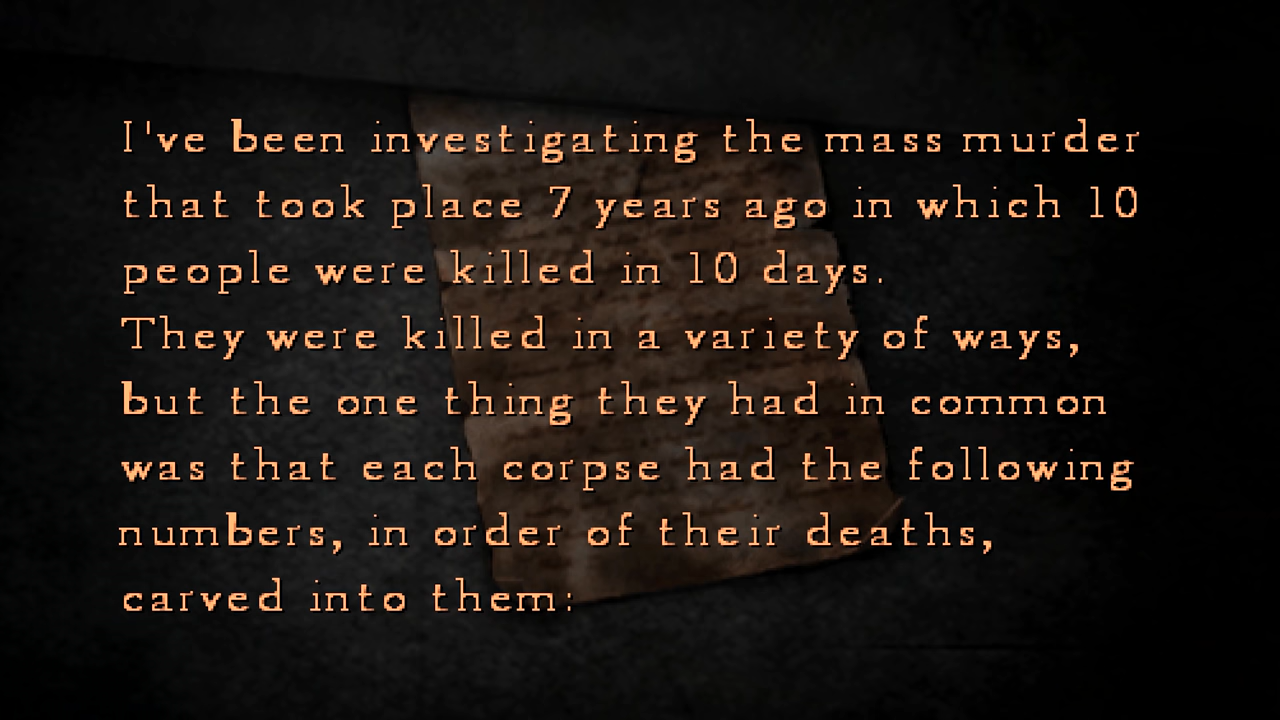 I've been investigating the mass murder
that took place 7 years ago in which 10
people were killed in 10 days.
They were killed in a variety of ways,
but the one thing they had in common
was that each corpse had the following
numbers, in order of their deaths,
carved into them: